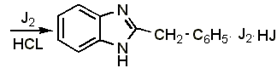 J₂
HCL
N
N
H
CH₂- C₆H₅· J₂· HJ